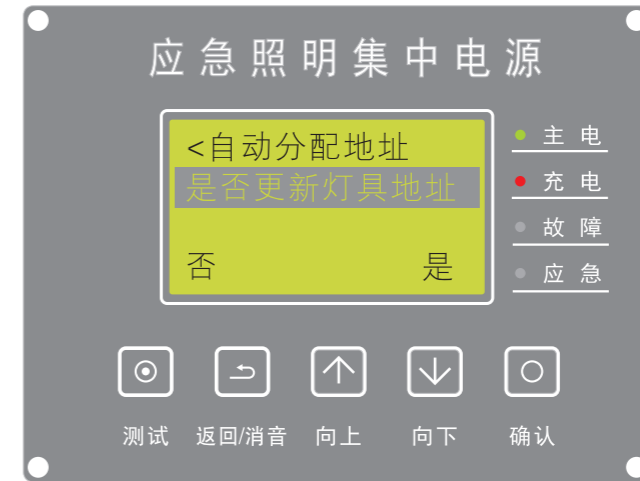 应急照明集中电源
<自动分配地址
是否更新灯具地址
否 是
主电
充电
故障
应急
测试 返回/消音 向上 向下 确认